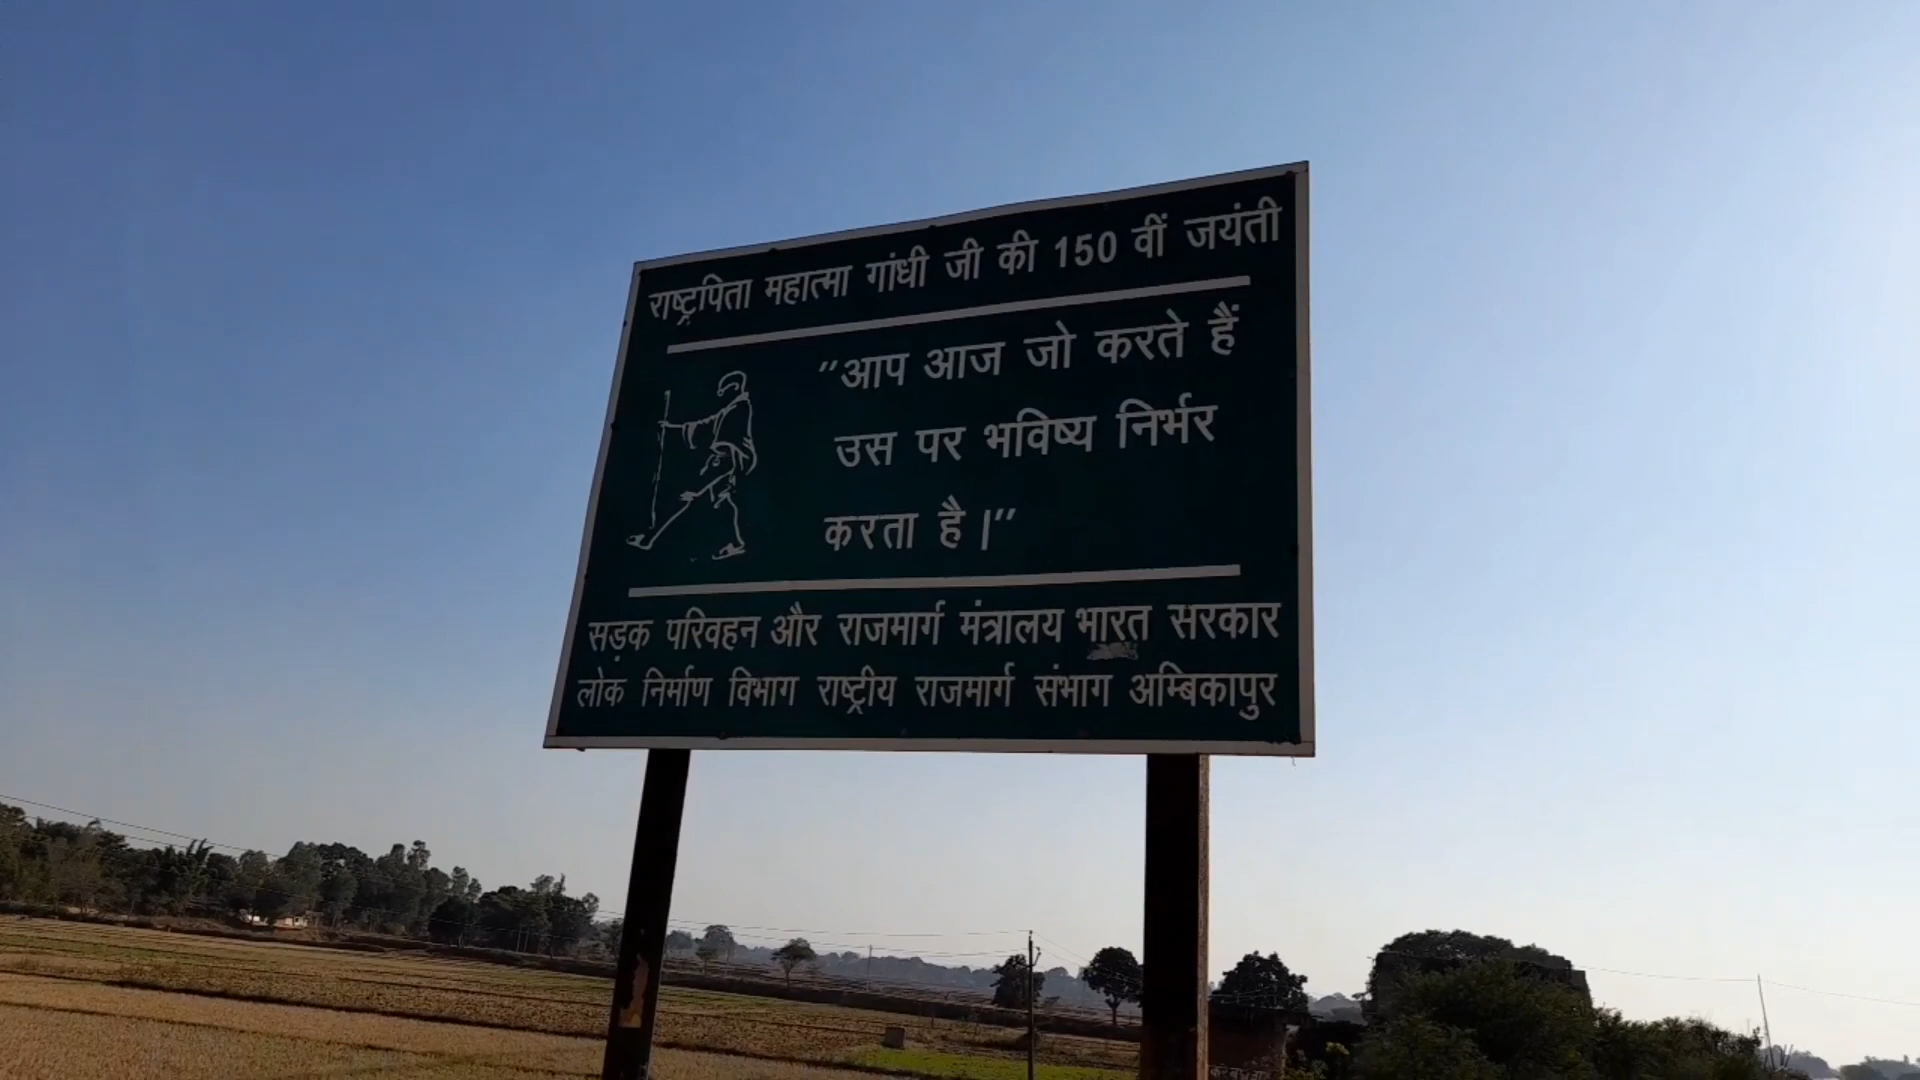 राष्ट्रपिता महात्मा गांधी जी की 150 वीं जयंती
"आप आज जो करते हैं
उस पर भविष्य निर्भर
करता है।"
सड़क परिवहन और राजमार्ग मंत्रालय भारत सरकार
लोक निर्माण विभाग राष्ट्रीय राजमार्ग संभाग अम्बिकापुर